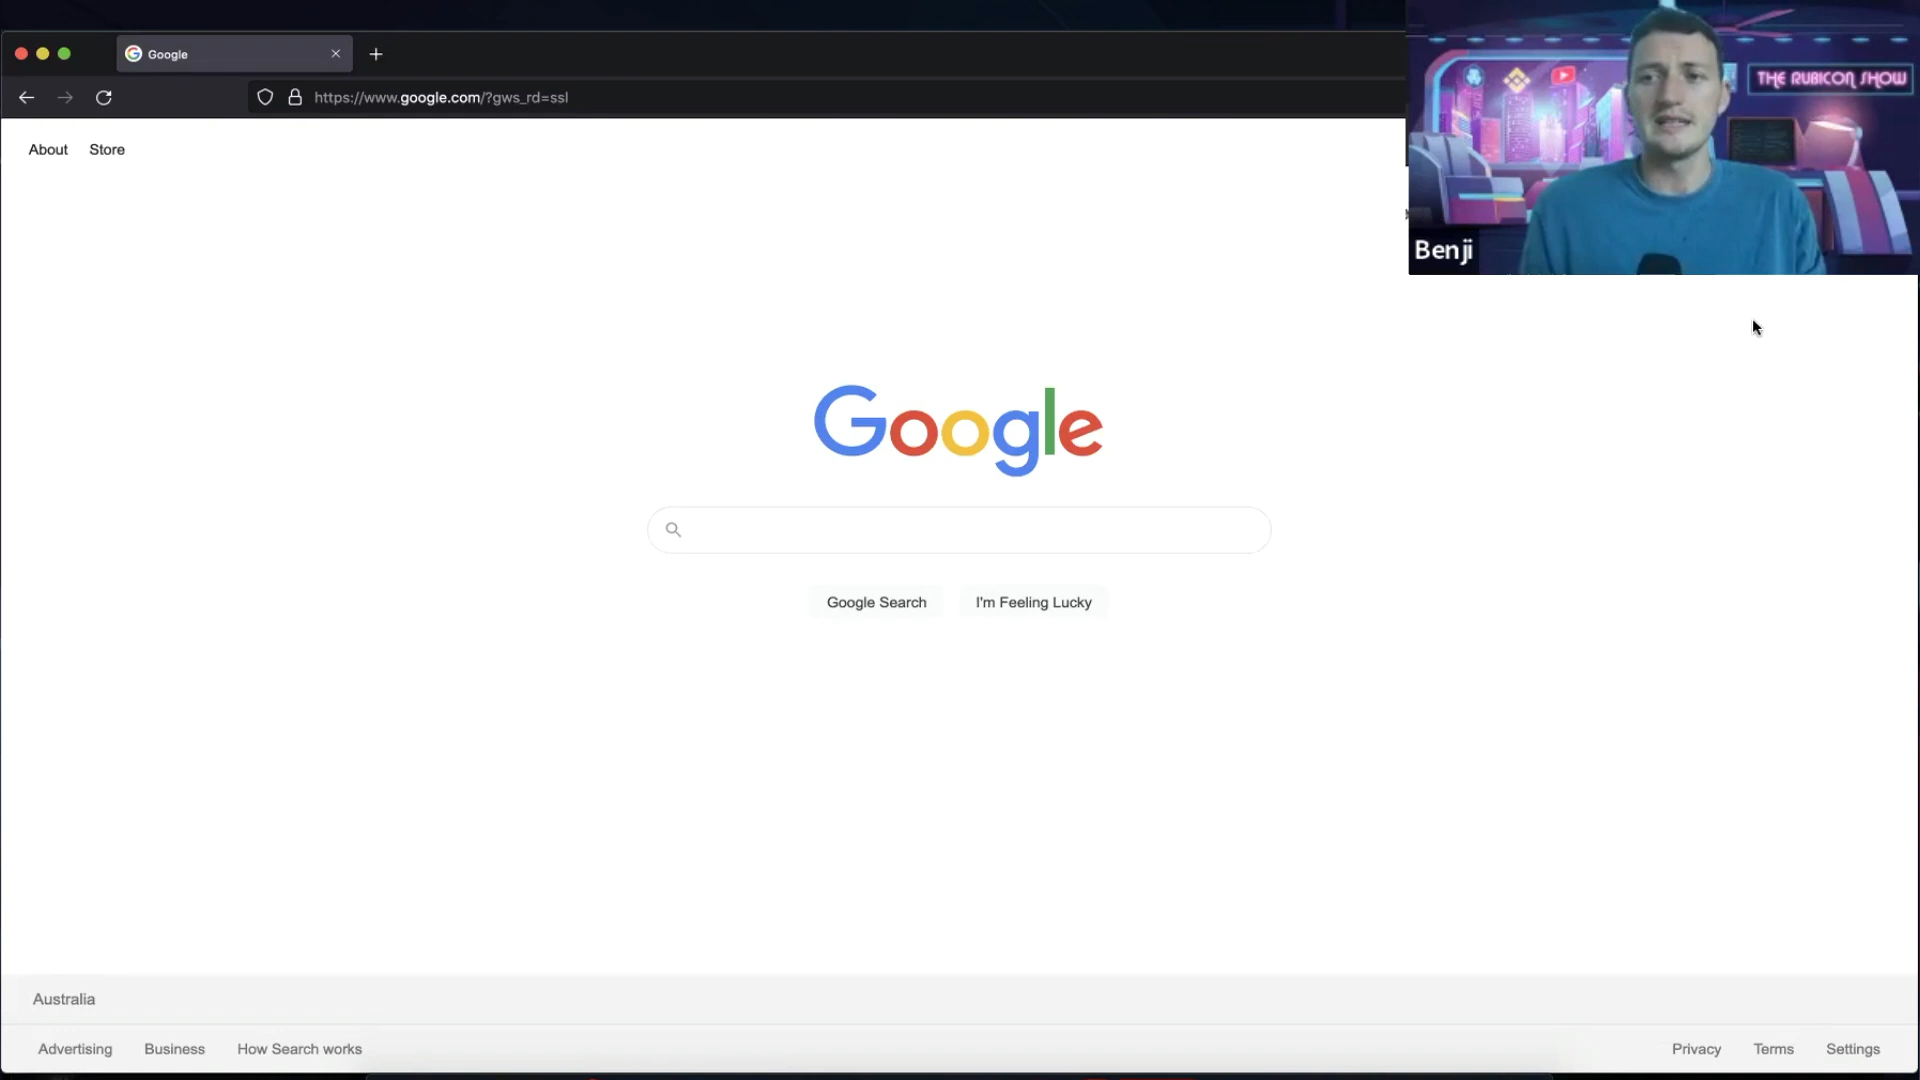 Google
https://www.google.com/?gws_rd=ssl
THE RUBICON SHOW
Benji
About
Store
Google
Google Search
I'm Feeling Lucky
Australia
Advertising
Business
How Search works
Privacy
Terms
Settings